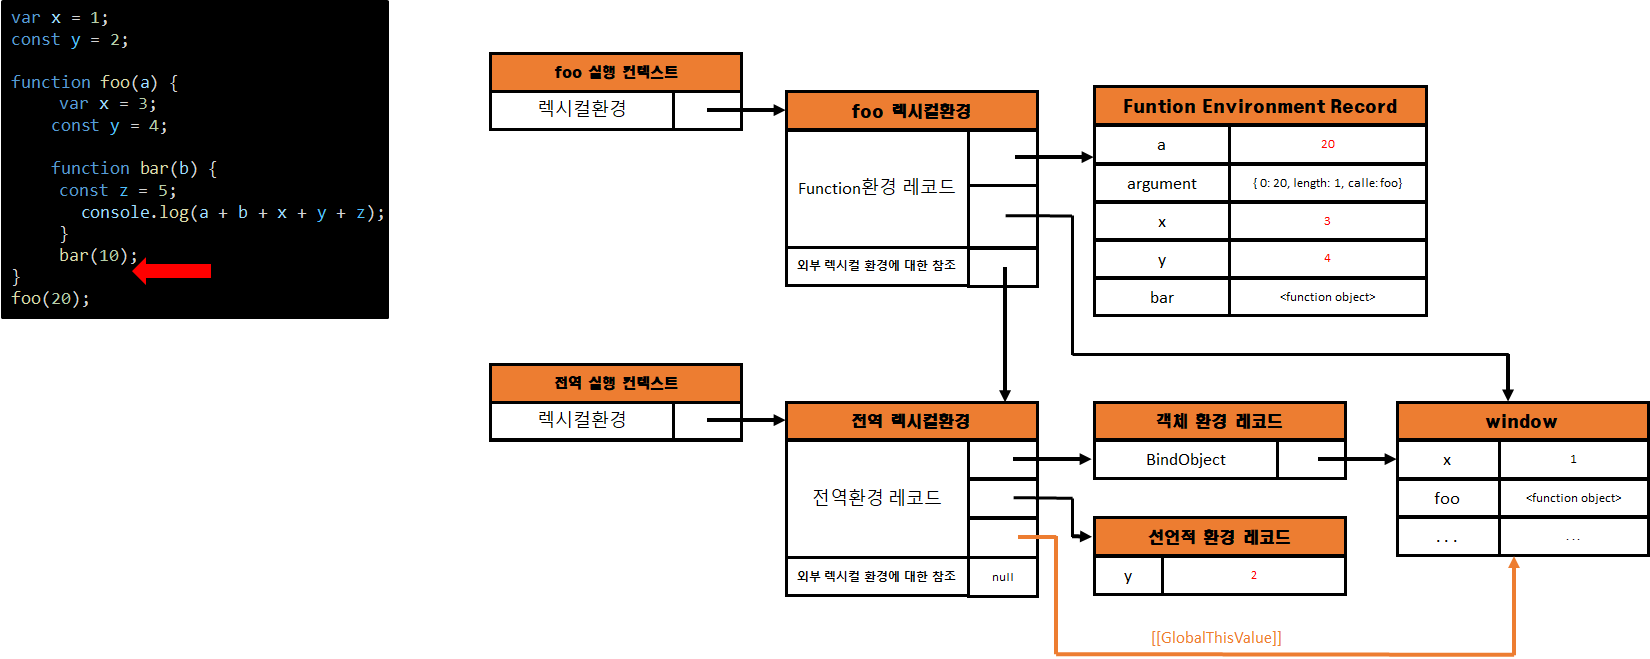 var x = 1;
const y = 2;
function foo(a) {
var x = 3;
const y = 4;
function bar(b) {
const z = 5;
console.log(a + b + x + y + z);
}
bar(10);
}
foo(20);
foo 실행 컨텍스트
렉시컬환경
foo 렉시컬환경
Function환경 레코드
외부 렉시컬 환경에 대한 참조
Funtion Environment Record
a 20
argument { 0: 20, length: 1, calle: foo}
x 3
y 4
bar <function object>
전역 실행 컨텍스트
렉시컬환경
전역 렉시컬환경
전역환경 레코드
외부 렉시컬 환경에 대한 참조 null
객체 환경 레코드
BindObject
선언적 환경 레코드
y 2
window
x 1
foo <function object>
... ...
[[GlobalThisValue]]